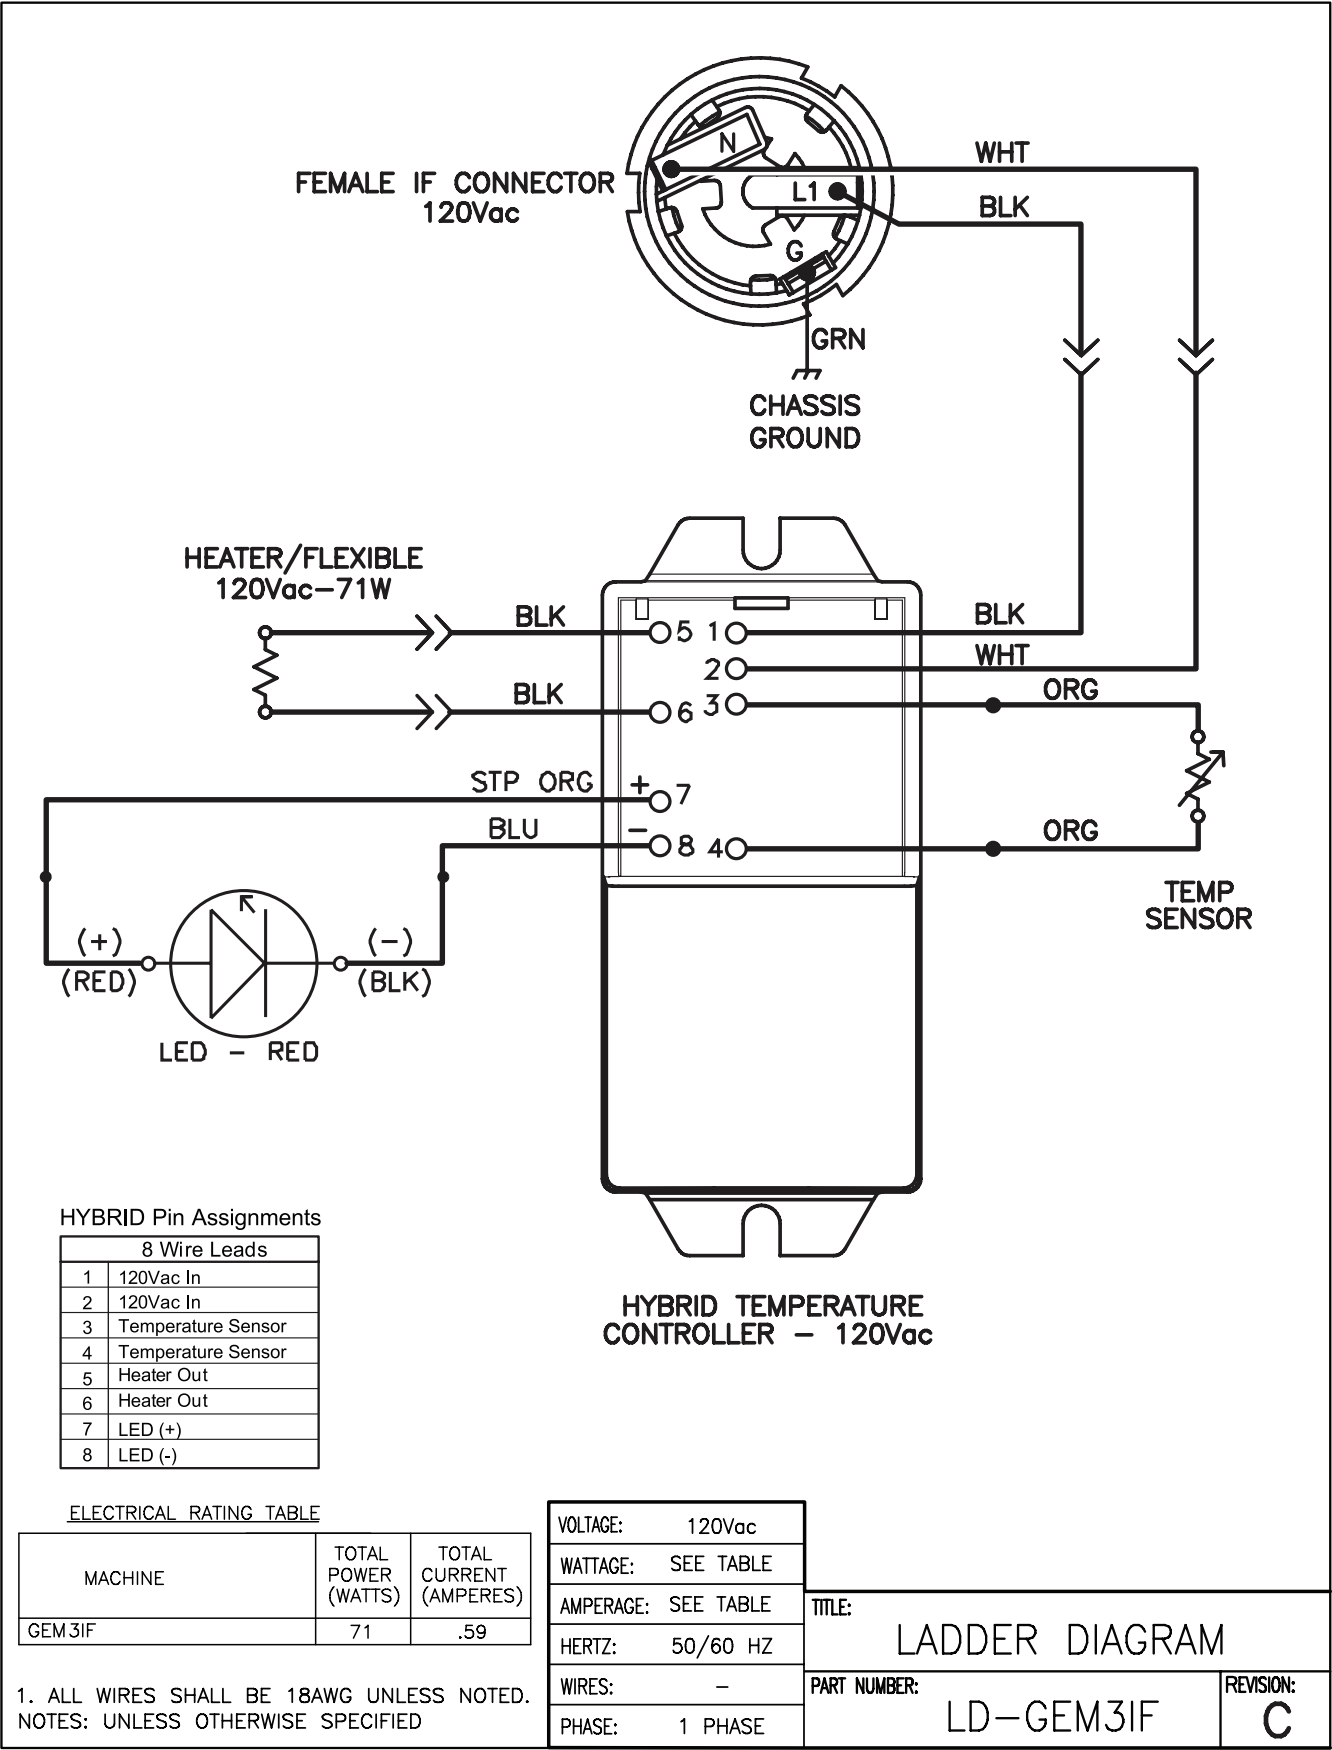 N
WHT
FEMALE IF CONNECTOR
120Vac
L1
BLK
G
GRN
CHASSIS
GROUND
HEATER/FLEXIBLE
120Vac-71W
BLK
5 1
BLK
2
WHT
BLK
6 3
ORG
STP ORG
+
7
BLU
-
8 4
ORG
TEMP
SENSOR
(+)
(RED)
(-)
(BLK)
LED - RED
HYBRID Pin Assignments
8 Wire Leads
1 120Vac In
2 120Vac In
3 Temperature Sensor
4 Temperature Sensor
5 Heater Out
6 Heater Out
7 LED (+)
8 LED (-)
HYBRID TEMPERATURE
CONTROLLER - 120Vac
ELECTRICAL RATING TABLE
MACHINE
TOTAL
POWER
(WATTS)
TOTAL
CURRENT
(AMPERES)
GEM3IF 71 .59
1. ALL WIRES SHALL BE 18AWG UNLESS NOTED.
NOTES: UNLESS OTHERWISE SPECIFIED
VOLTAGE: 120Vac
WATTAGE: SEE TABLE
AMPERAGE: SEE TABLE
HERTZ: 50/60 HZ
WIRES: -
PHASE: 1 PHASE
TITLE:
LADDER DIAGRAM
PART NUMBER:
LD-GEM3IF
REVISION:
C